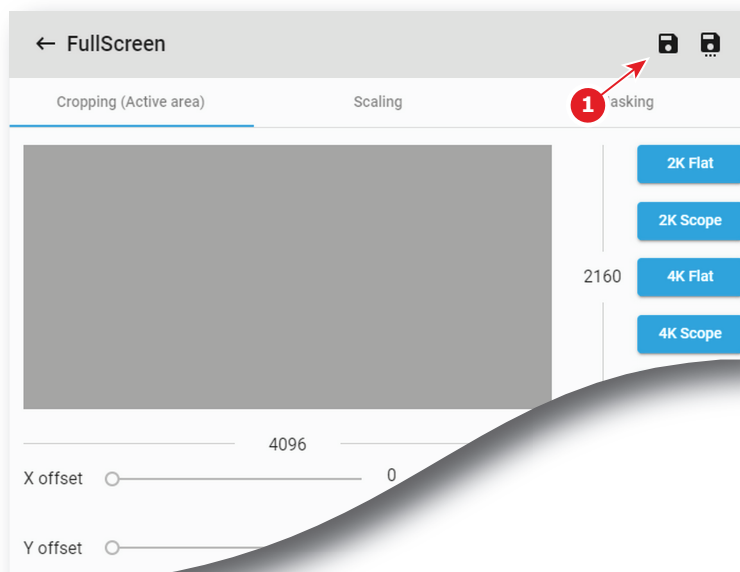 FullScreen
Cropping (Active area)
Scaling
1
asking
2K Flat
2K Scope
2160
4K Flat
4K Scope
4096
X offset
0
Y offset